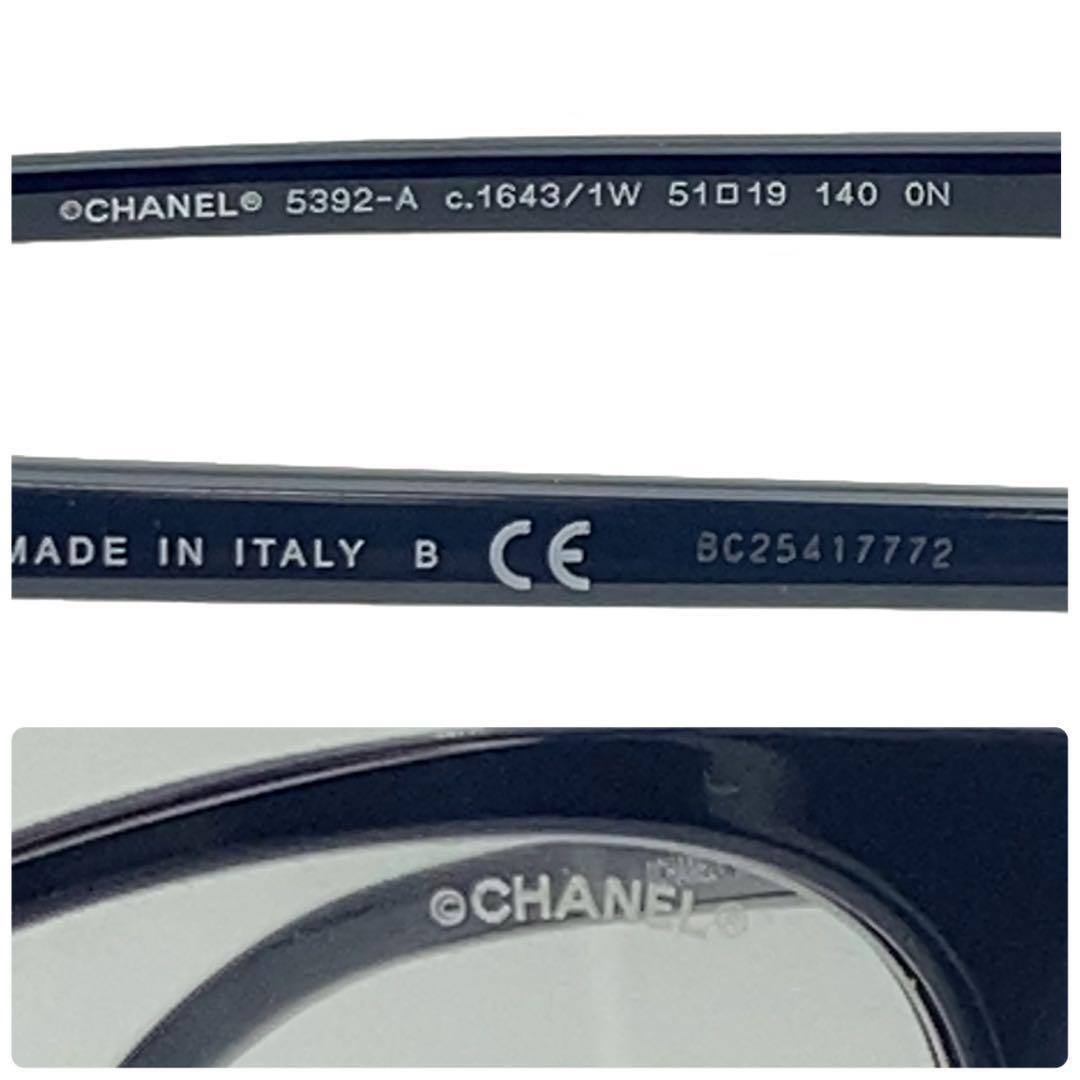 ©CHANEL® 5392-A c.1643/1W 51□19 140 0N
MADE IN ITALY B CE BC25417772
©CHANEL®